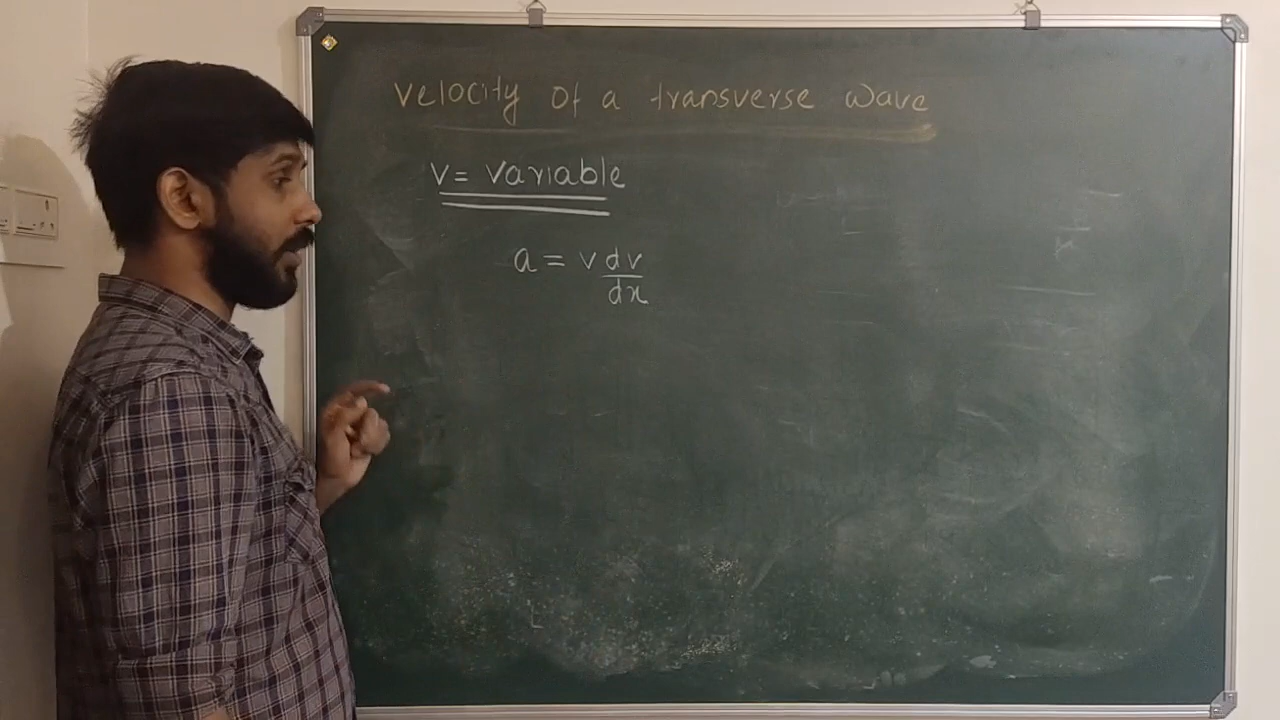 velocity of a transverse wave
v = variable
a = v dv/dx